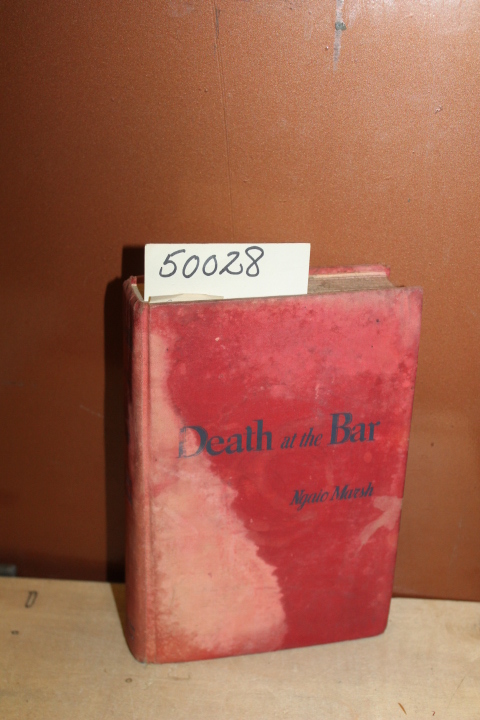 50028
Death at the Bar
Ngaio Marsh